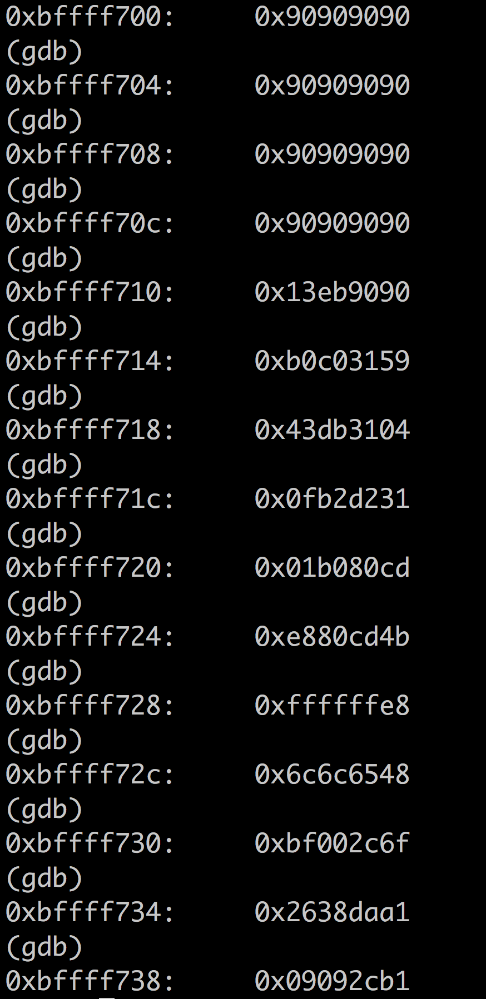 0xbffff700:     0x90909090
(gdb)
0xbffff704:     0x90909090
(gdb)
0xbffff708:     0x90909090
(gdb)
0xbffff70c:     0x90909090
(gdb)
0xbffff710:     0x13eb9090
(gdb)
0xbffff714:     0xb0c03159
(gdb)
0xbffff718:     0x43db3104
(gdb)
0xbffff71c:     0x0fb2d231
(gdb)
0xbffff720:     0x01b080cd
(gdb)
0xbffff724:     0xe880cd4b
(gdb)
0xbffff728:     0xffffffe8
(gdb)
0xbffff72c:     0x6c6c6548
(gdb)
0xbffff730:     0xbf002c6f
(gdb)
0xbffff734:     0x2638daa1
(gdb)
0xbffff738:     0x09092cb1